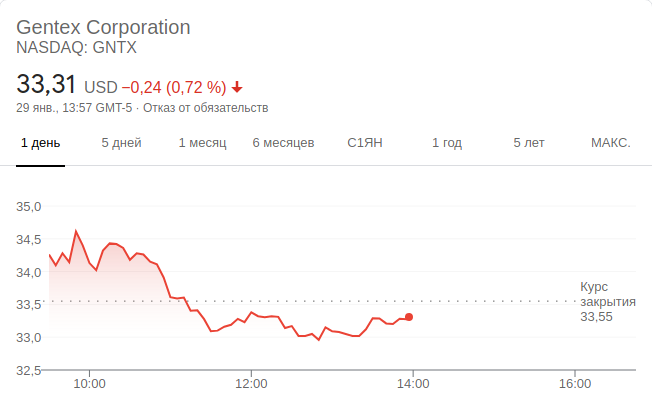 Gentex Corporation
NASDAQ: GNTX
33,31 USD −0,24 (0,72 %)
29 янв., 13:57 GMT-5 · Отказ от обязательств
1 день 5 дней 1 месяц 6 месяцев С1ЯН 1 год 5 лет МАКС.
35,0
34,5
34,0
33,5
33,0
32,5
Курс
закрытия
33,55
10:00 12:00 14:00 16:00